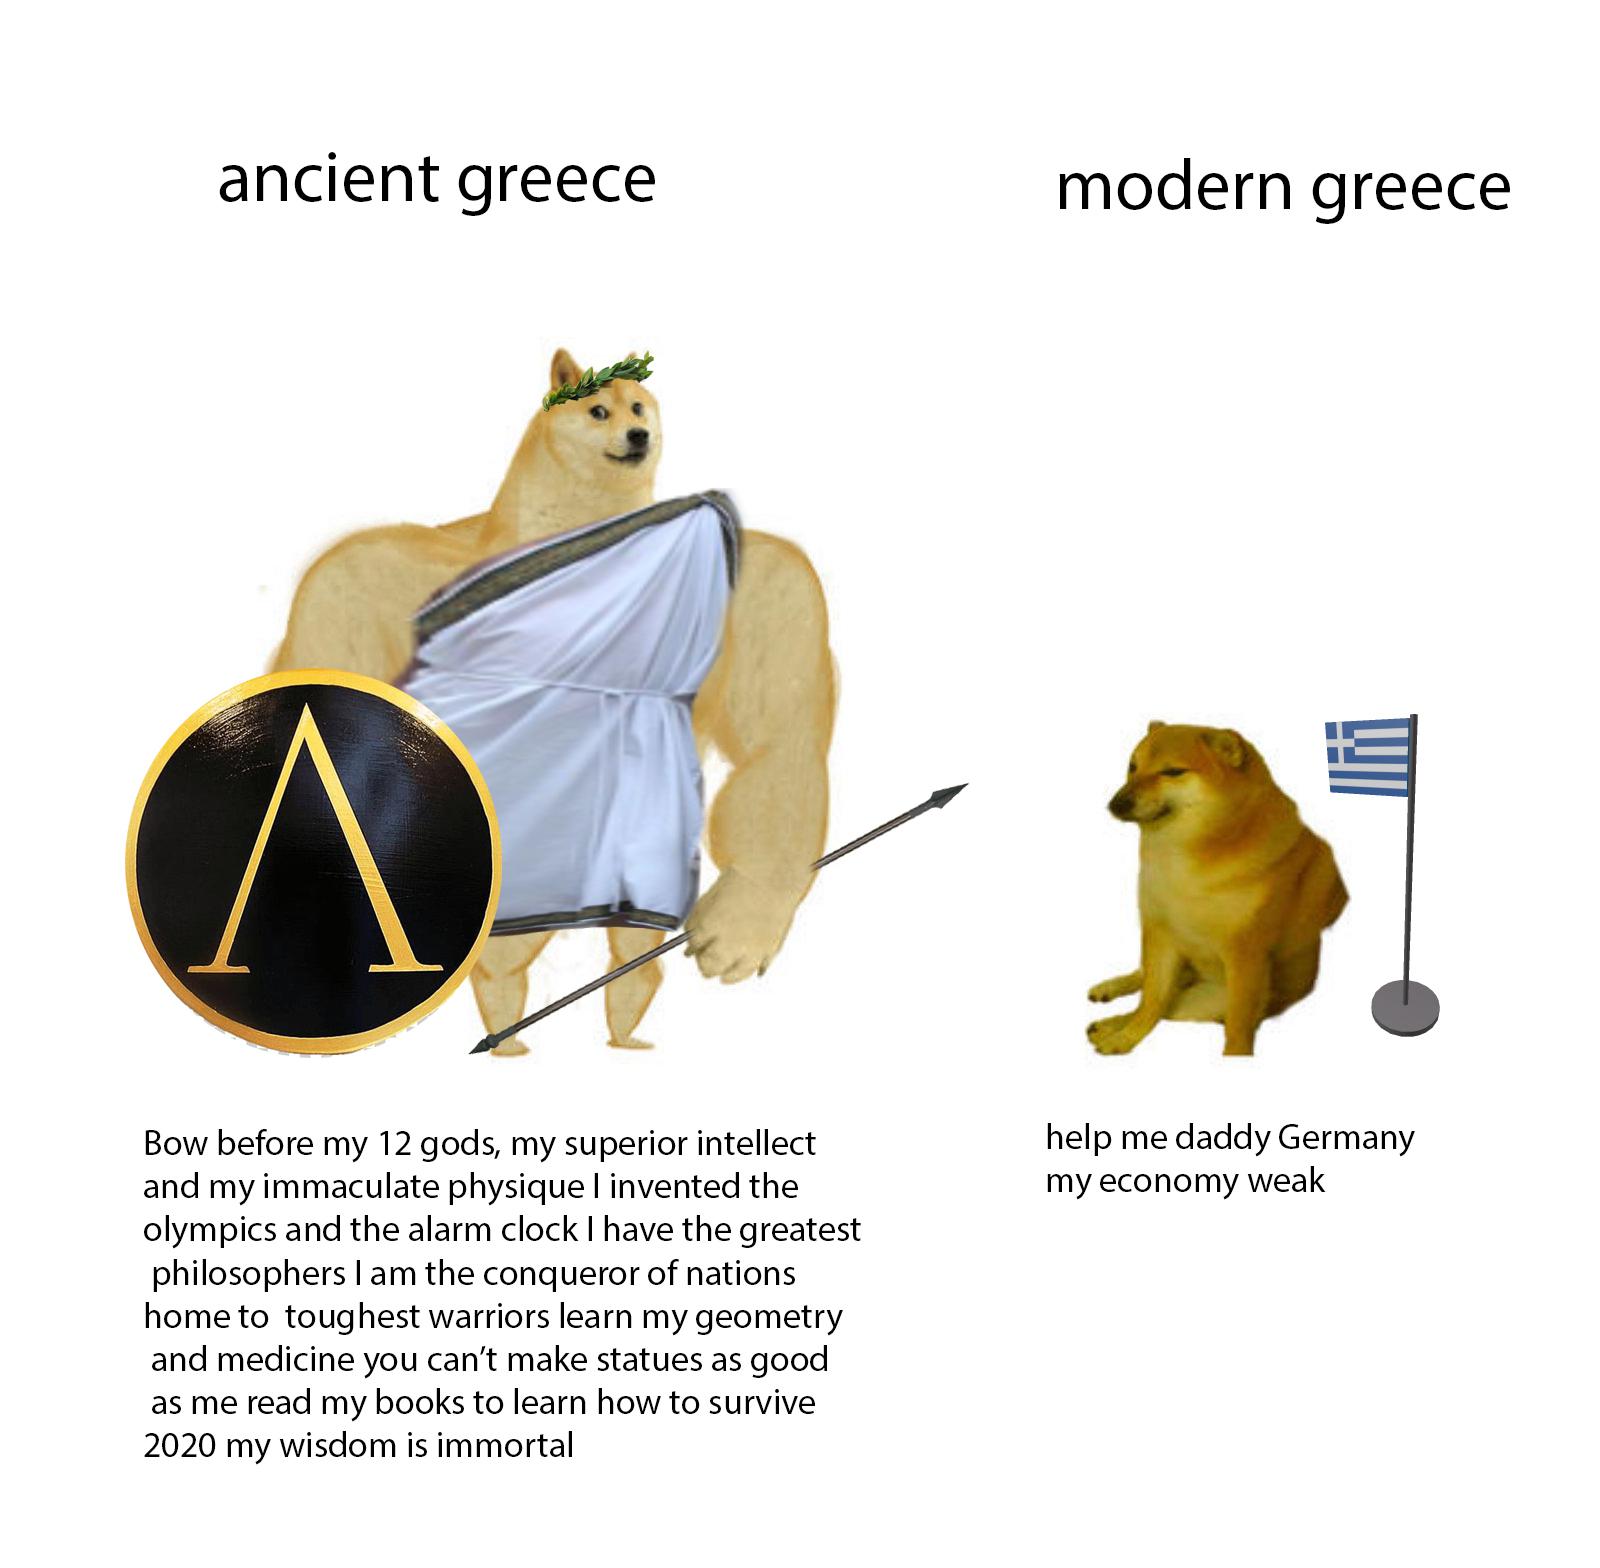 ancient greece
modern greece
Λ
Bow before my 12 gods, my superior intellect
and my immaculate physique I invented the
olympics and the alarm clock I have the greatest
philosophers I am the conqueror of nations
home to  toughest warriors learn my geometry
and medicine you can’t make statues as good
as me read my books to learn how to survive
2020 my wisdom is immortal
help me daddy Germany
my economy weak